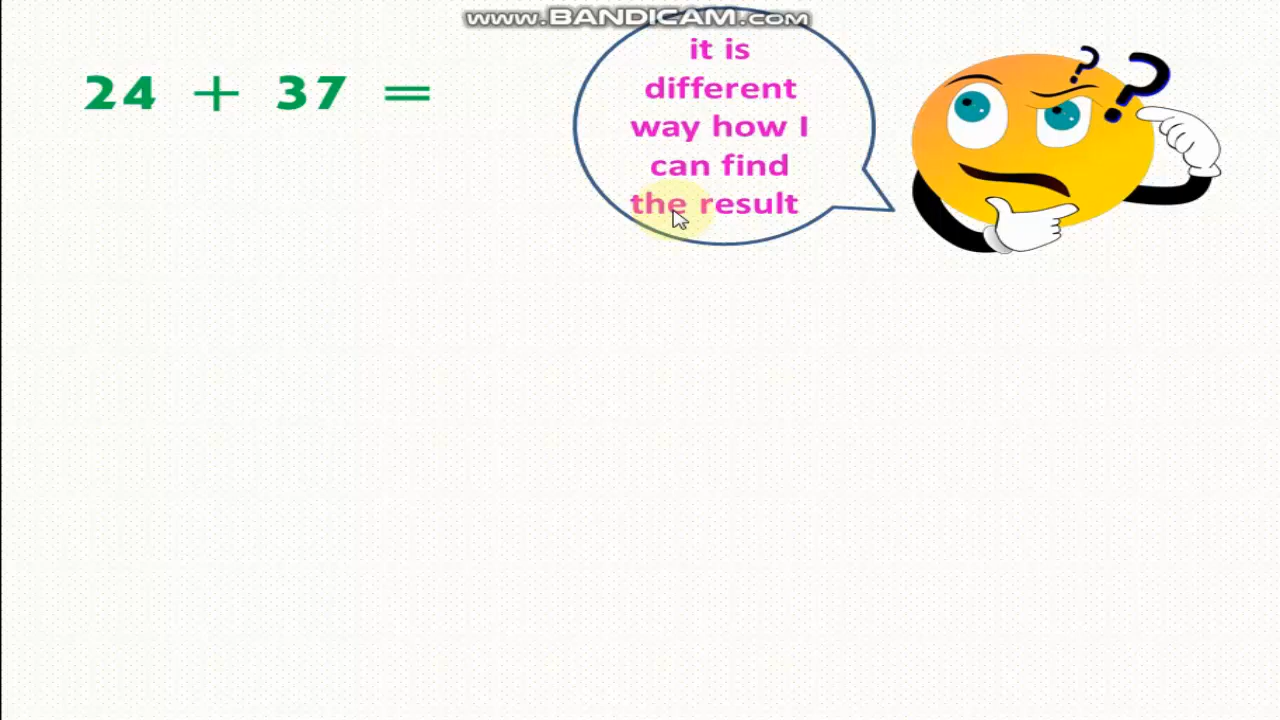 www.BANDICAM.com
24 + 37 =
it is
different
way how I
can find
the result
? ?